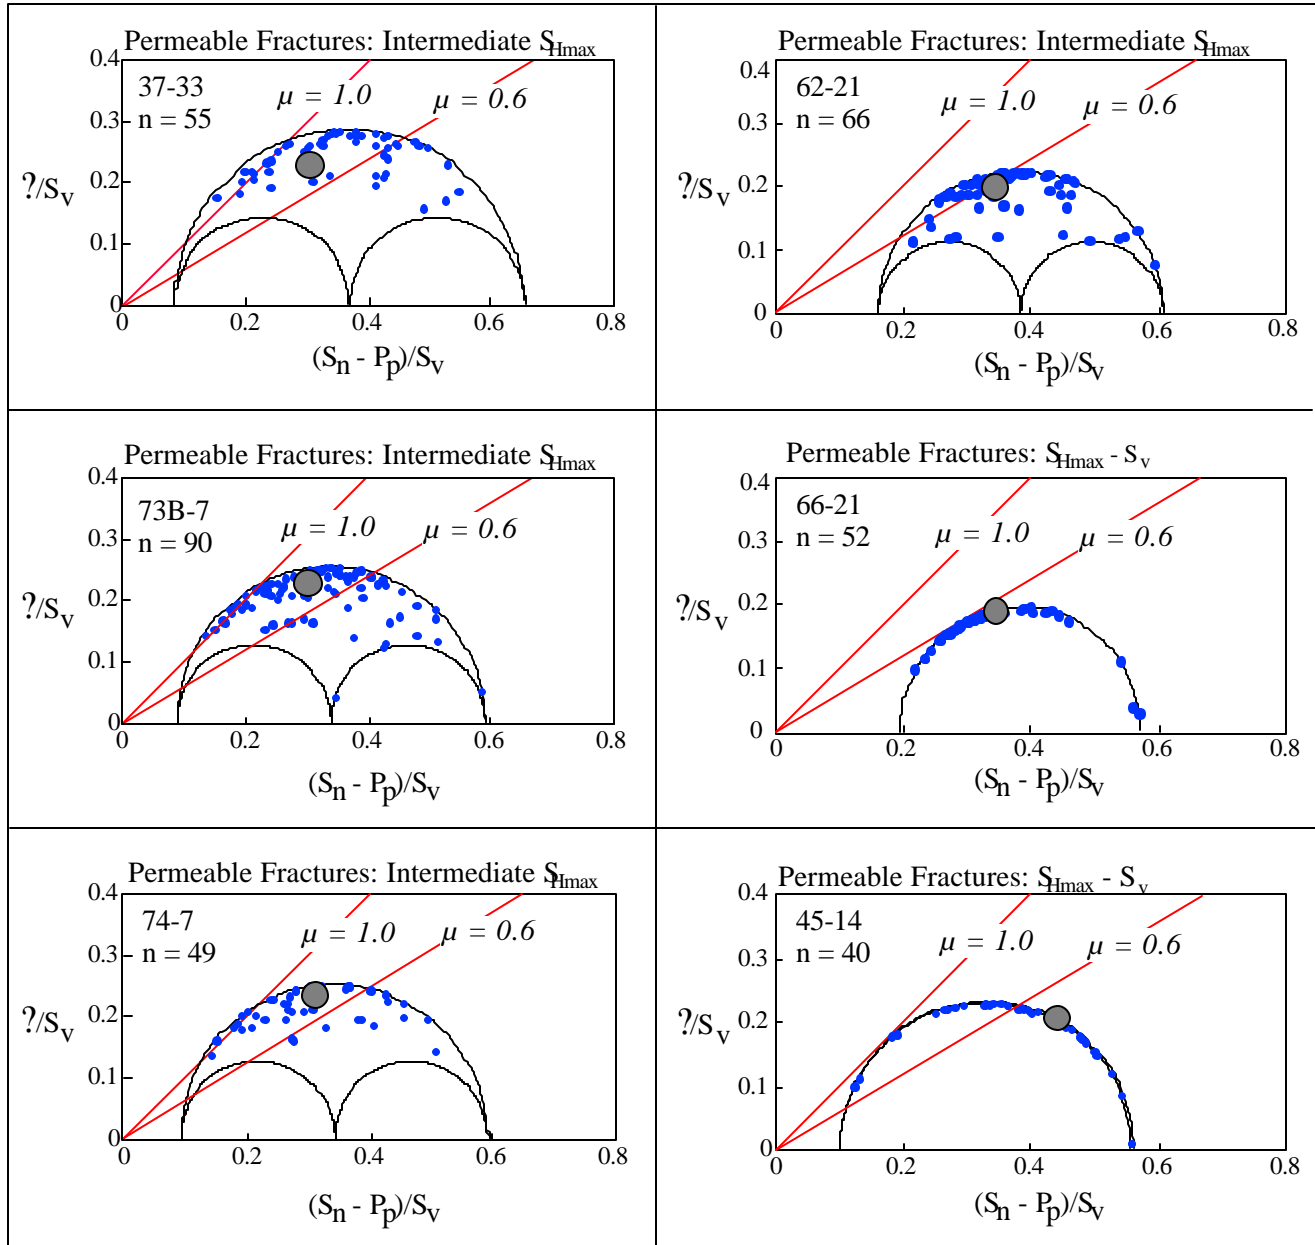 Permeable Fractures: Intermediate SHmax
37-33
n = 55
µ = 1.0
µ = 0.6
?/Sv
0.4
0.3
0.2
0.1
0
0 0.2 0.4 0.6 0.8
(Sn - Pp)/Sv
Permeable Fractures: Intermediate SHmax
62-21
n = 66
µ = 1.0
µ = 0.6
?/Sv
0.4
0.3
0.2
0.1
0
0 0.2 0.4 0.6 0.8
(Sn - Pp)/Sv
Permeable Fractures: Intermediate SHmax
73B-7
n = 90
µ = 1.0
µ = 0.6
?/Sv
0.4
0.3
0.2
0.1
0
0 0.2 0.4 0.6 0.8
(Sn - Pp)/Sv
Permeable Fractures: SHmax - Sv
66-21
n = 52
µ = 1.0
µ = 0.6
?/Sv
0.4
0.3
0.2
0.1
0
0 0.2 0.4 0.6 0.8
(Sn - Pp)/Sv
Permeable Fractures: Intermediate SHmax
74-7
n = 49
µ = 1.0
µ = 0.6
?/Sv
0.4
0.3
0.2
0.1
0
0 0.2 0.4 0.6 0.8
(Sn - Pp)/Sv
Permeable Fractures: SHmax - Sv
45-14
n = 40
µ = 1.0
µ = 0.6
?/Sv
0.4
0.3
0.2
0.1
0
0 0.2 0.4 0.6 0.8
(Sn - Pp)/Sv